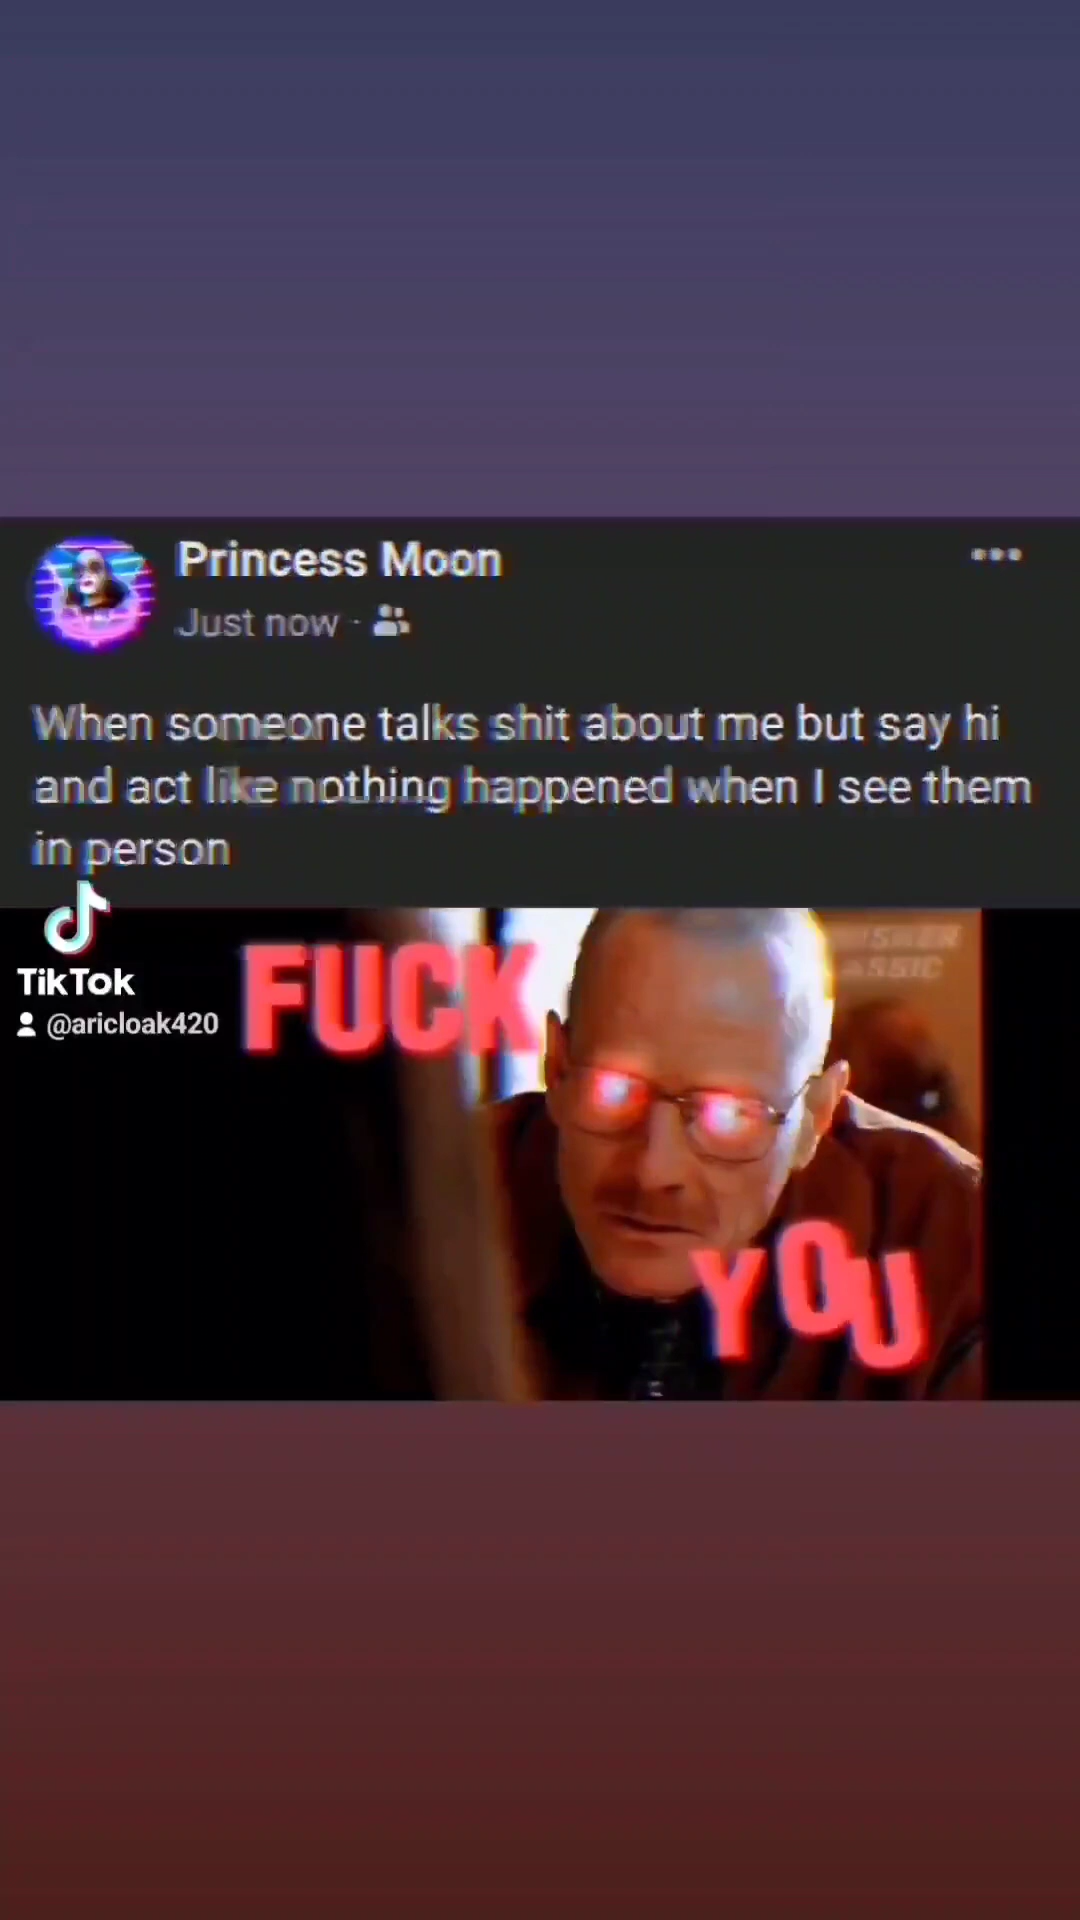 Princess Moon
Just now ·
When someone talks shit about me but say hi
and act like nothing happened when I see them
in person
TikTok
@aricloak420
FUCK
YOU